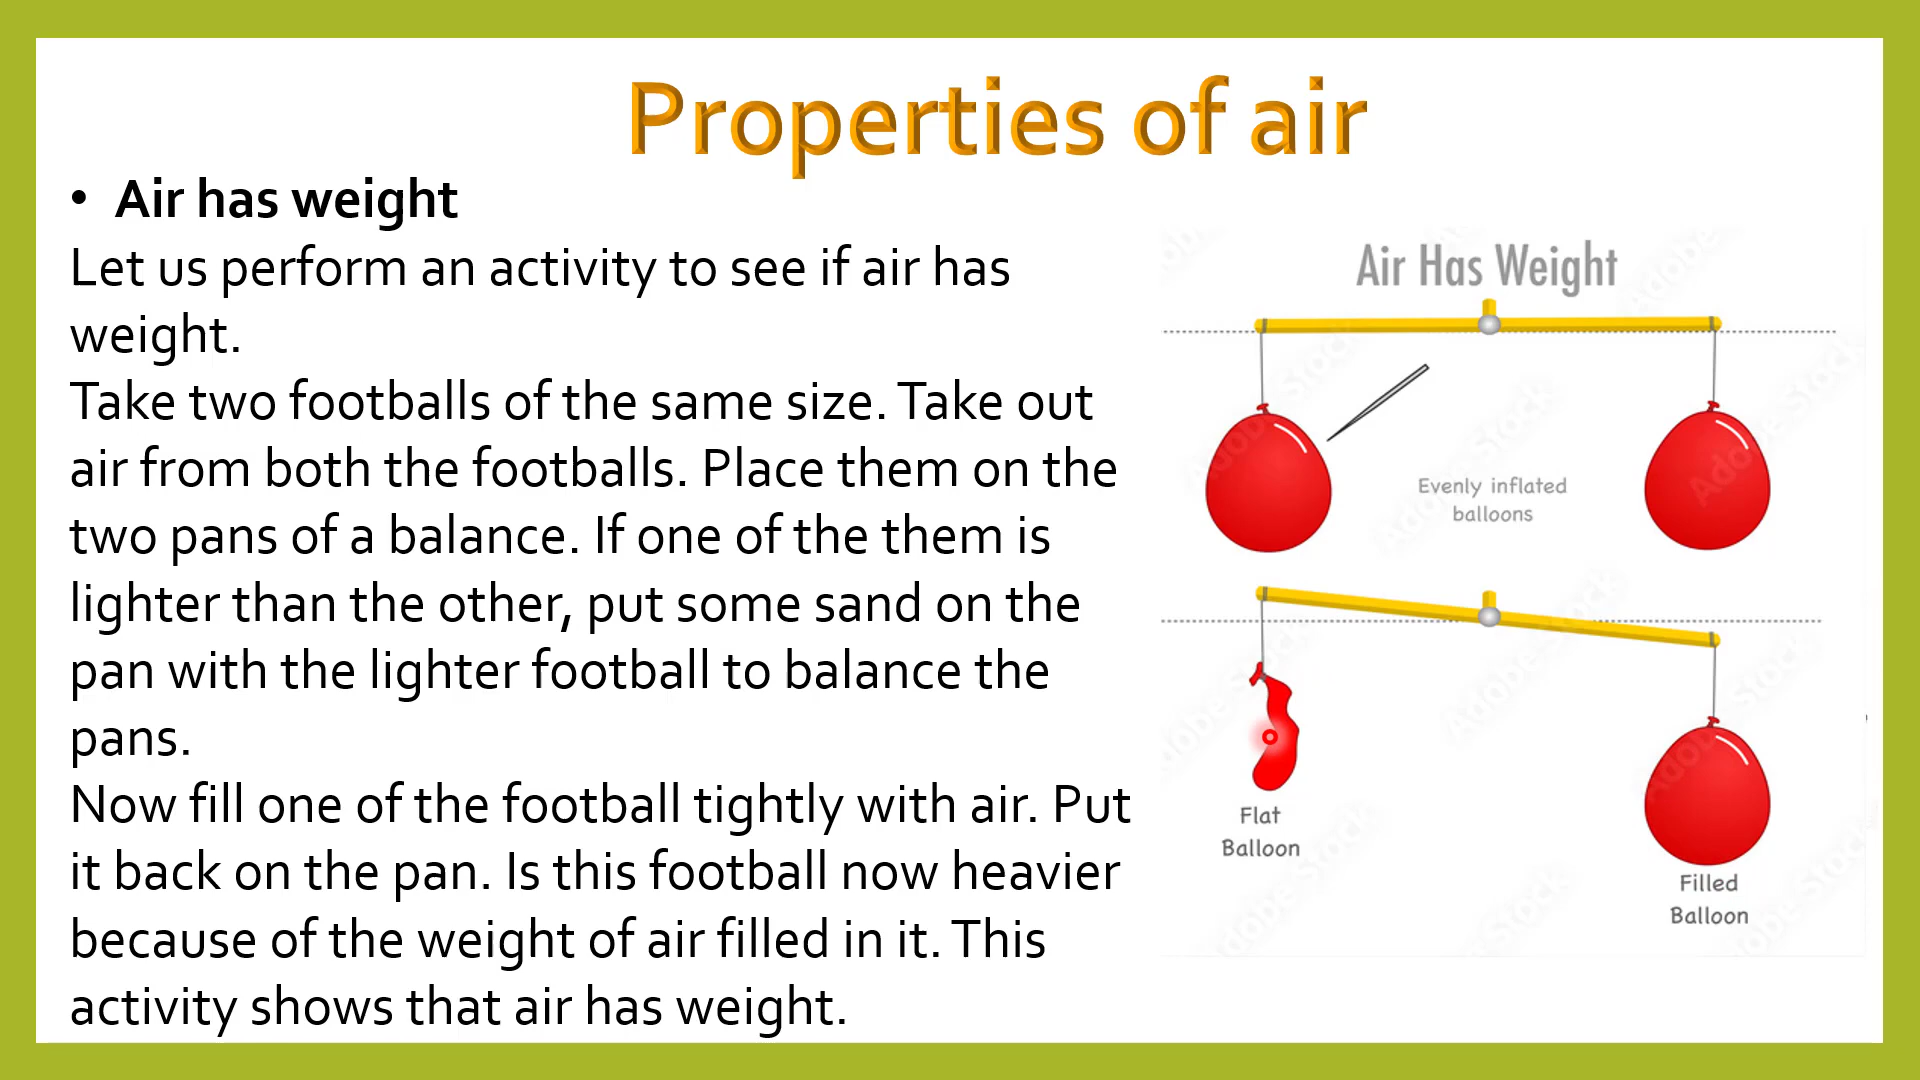 Properties of air
• Air has weight
Let us perform an activity to see if air has
weight.
Take two footballs of the same size. Take out
air from both the footballs. Place them on the
two pans of a balance. If one of the them is
lighter than the other, put some sand on the
pan with the lighter football to balance the
pans.
Now fill one of the football tightly with air. Put
it back on the pan. Is this football now heavier
because of the weight of air filled in it. This
activity shows that air has weight.
Air Has Weight
Evenly inflated
balloons
Flat
Balloon
Filled
Balloon
Adobe Stock